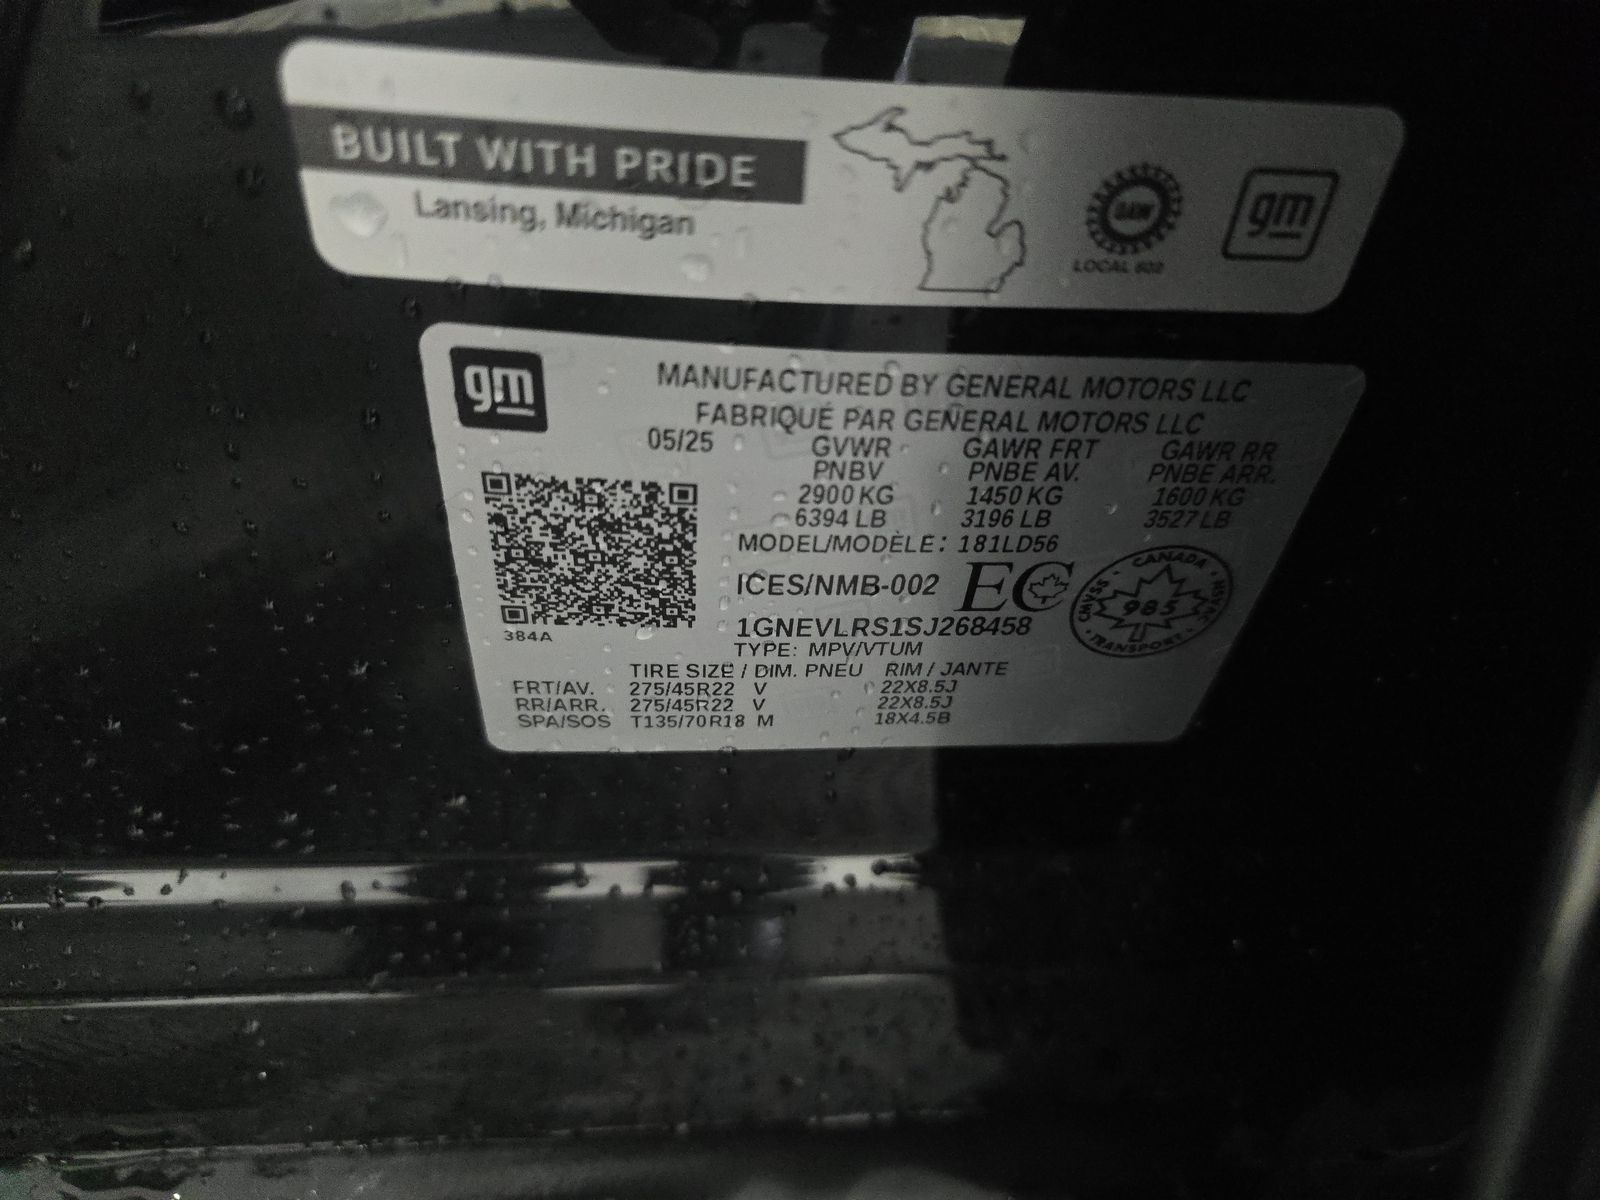 BUILT WITH PRIDE
Lansing, Michigan
UAW
LOCAL 602
gm
gm
MANUFACTURED BY GENERAL MOTORS LLC
FABRIQUÉ PAR GENERAL MOTORS LLC
05/25 GVWR GAWR FRT GAWR RR
PNBV PNBE AV. PNBE ARR.
2900 KG 1450 KG 1600 KG
6394 LB 3196 LB 3527 LB
MODEL/MODÈLE: 181LD56
ICES/NMB-002 EC
CANADA
CMVSS 985 NSVAC
TRANSPORT
1GNEVLRS1SJ268458
384A
TYPE: MPV/VTUM
TIRE SIZE / DIM. PNEU RIM / JANTE
FRT/AV. 275/45R22 V 22X8.5J
RR/ARR. 275/45R22 V 22X8.5J
SPA/SOS T135/70R18 M 18X4.5B